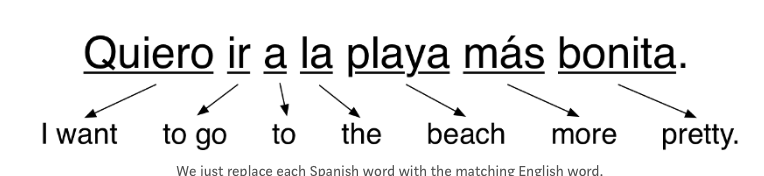 Quiero ir a la playa más bonita.
I want to go to the beach more pretty.
We just replace each Spanish word with the matching English word.